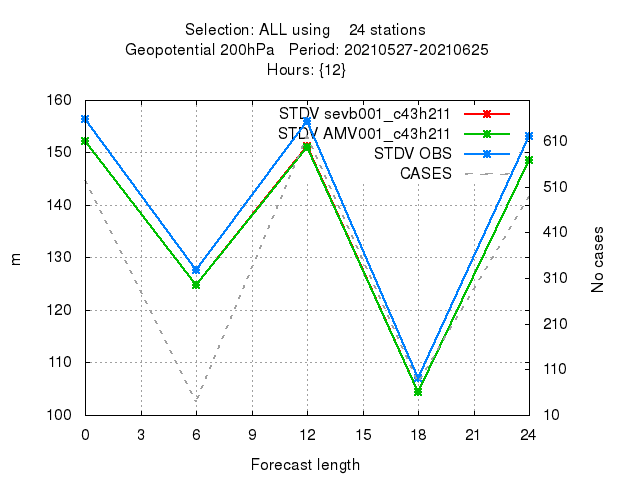 Selection: ALL using    24 stations
Geopotential 200hPa   Period: 20210527-20210625
Hours: {12}
STDV sevb001_c43h211
STDV AMV001_c43h211
STDV OBS
CASES
160
150
140
130
120
110
100
610
510
410
310
210
110
10
m
No cases
0 3 6 9 12 15 18 21 24
Forecast length